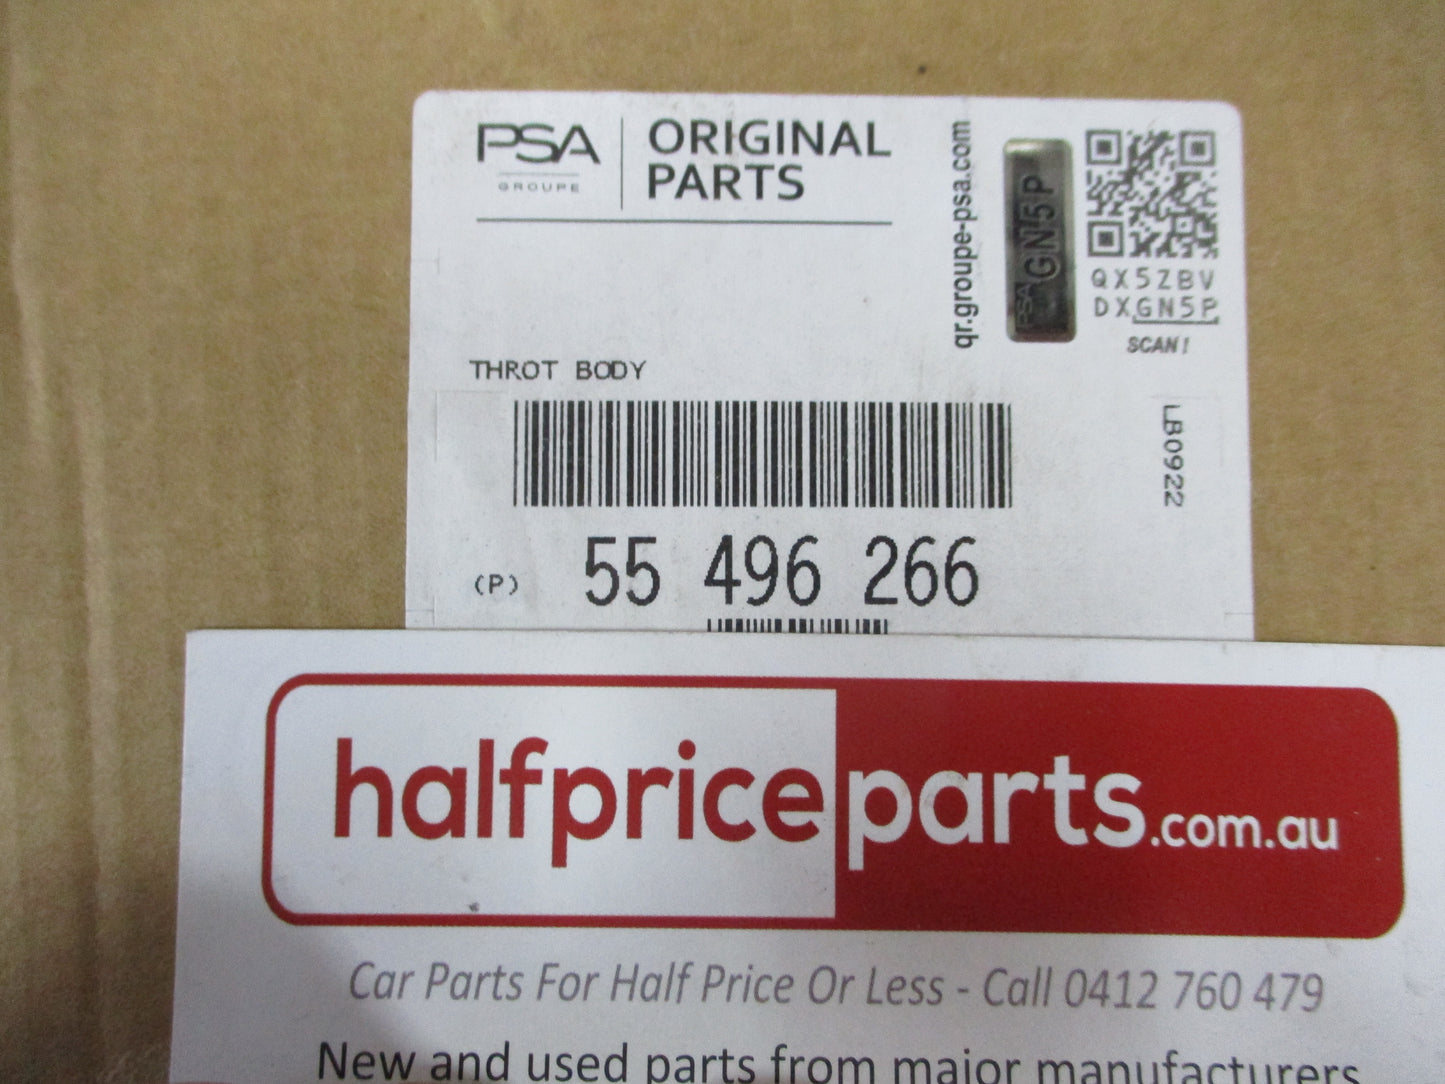 PSA
GROUPE
ORIGINAL
PARTS
qr.groupe-psa.com
PSA GN5P
QX5ZBV
DXGN5P
SCAN!
THROT BODY
LB0922
(P) 55 496 266
halfpriceparts.com.au
Car Parts For Half Price Or Less - Call 0412 760 479
New and used parts from major manufacturers